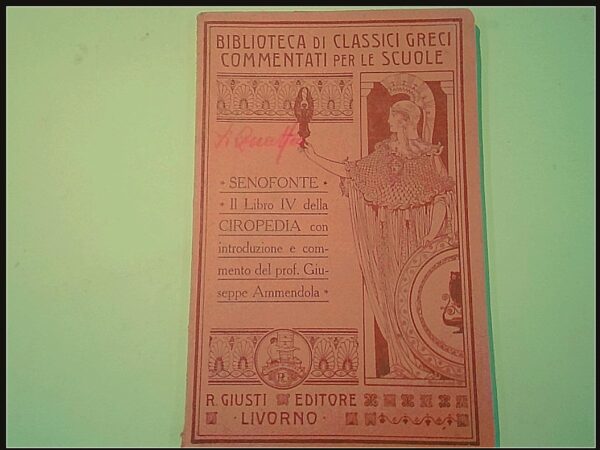 BIBLIOTECA DI CLASSICI GRECI
COMMENTATI PER LE SCUOLE
• SENOFONTE •
• Il Libro IV della
CIROPEDIA con
introduzione e com-
mento del prof. Giu-
seppe Ammendola •
R. GIUSTI EDITORE
· LIVORNO ·